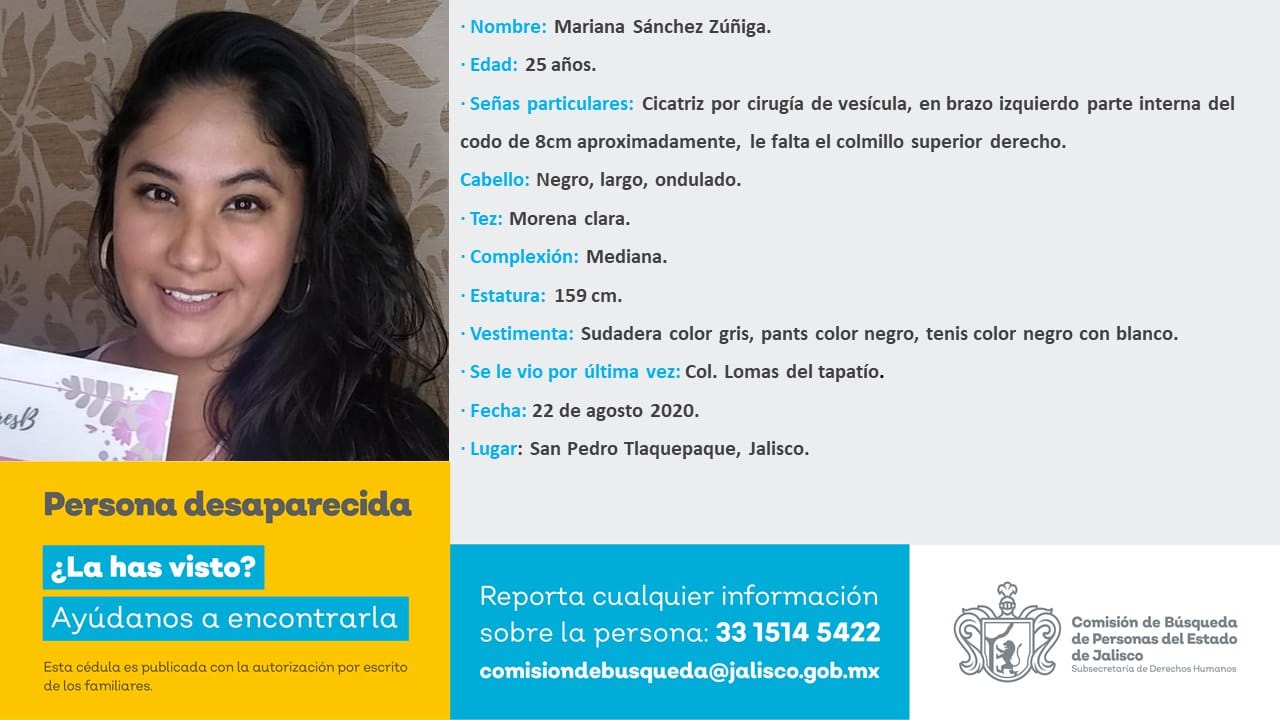 · Nombre: Mariana Sánchez Zúñiga.
· Edad: 25 años.
· Señas particulares: Cicatriz por cirugía de vesícula, en brazo izquierdo parte interna del
codo de 8cm aproximadamente, le falta el colmillo superior derecho.
Cabello: Negro, largo, ondulado.
· Tez: Morena clara.
· Complexión: Mediana.
· Estatura: 159 cm.
· Vestimenta: Sudadera color gris, pants color negro, tenis color negro con blanco.
· Se le vio por última vez: Col. Lomas del tapatío.
· Fecha: 22 de agosto 2020.
· Lugar: San Pedro Tlaquepaque, Jalisco.
Persona desaparecida
¿La has visto?
Ayúdanos a encontrarla
Esta cédula es publicada con la autorización por escrito
de los familiares.
Reporta cualquier información
sobre la persona: 33 1514 5422
comisiondebusqueda@jalisco.gob.mx
Comisión de Búsqueda
de Personas del Estado
de Jalisco
Subsecretaría de Derechos Humanos